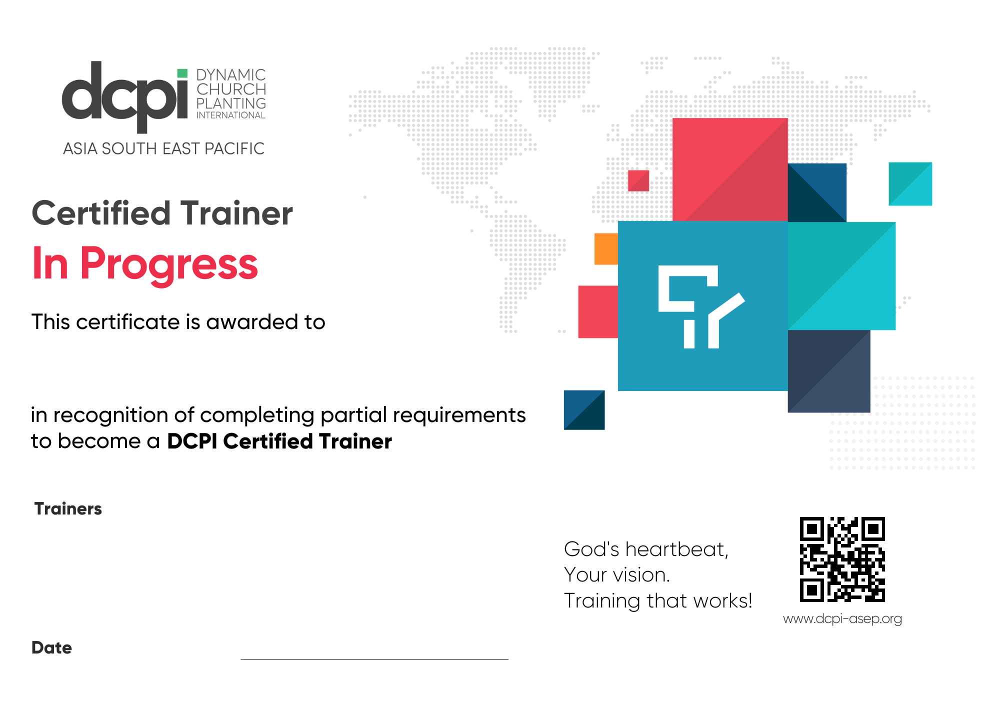 dcpi
DYNAMIC
CHURCH
PLANTING
INTERNATIONAL
ASIA SOUTH EAST PACIFIC
Certified Trainer
In Progress
This certificate is awarded to
in recognition of completing partial requirements
to become a DCPI Certified Trainer
Trainers
God's heartbeat,
Your vision.
Training that works!
www.dcpi-asep.org
Date